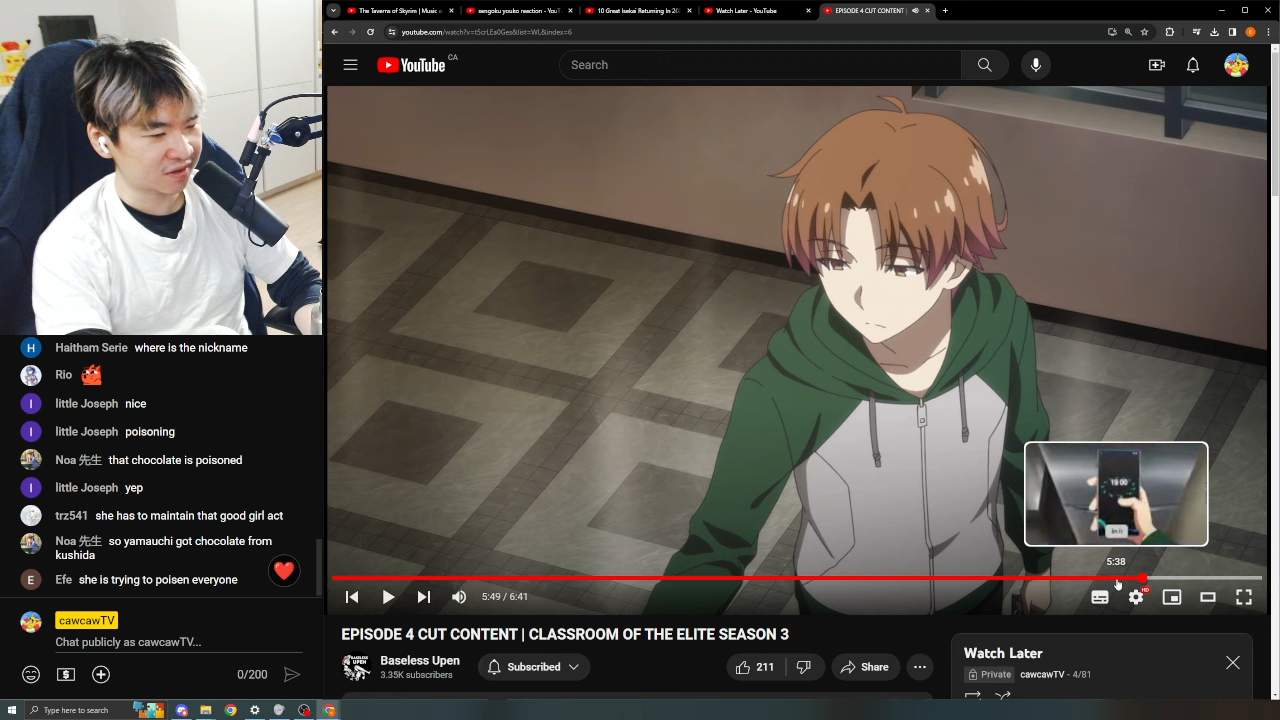 The Taverns of Skyrim | Music
sengoku youko reaction - YouT
10 Great Isekai Returning In 202
Watch Later - YouTube
EPISODE 4 CUT CONTENT |
youtube.com/watch?v=t5crLEa0Ges&list=WL&index=6
YouTube CA
Search
19:00
5:38
5:49 / 6:41
HD
EPISODE 4 CUT CONTENT | CLASSROOM OF THE ELITE SEASON 3
Baseless Upen
3.35K subscribers
Subscribed
211
Share
Watch Later
Private cawcawTV - 4/81
H Haitham Serie where is the nickname
Rio
l little Joseph nice
l little Joseph poisoning
Noa 先生 that chocolate is poisoned
l little Joseph yep
trz541 she has to maintain that good girl act
Noa 先生 so yamauchi got chocolate from
kushida
E Efe she is trying to poisen everyone
cawcawTV
Chat publicly as cawcawTV...
0/200
Type here to search